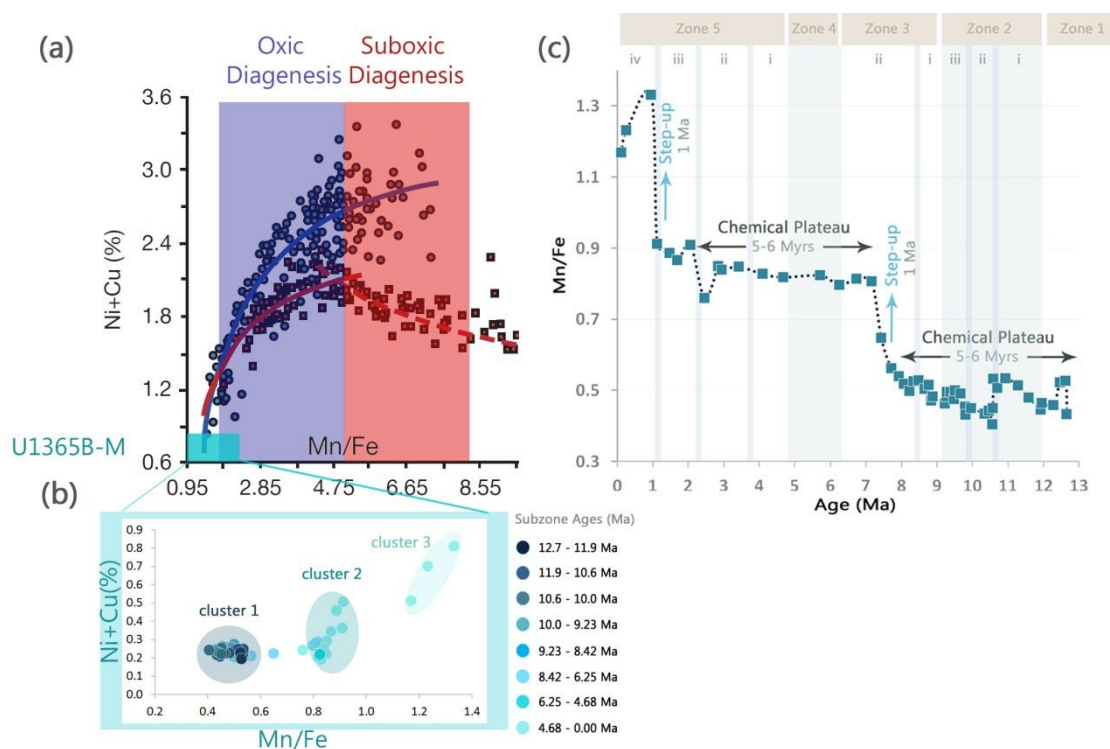 (a)
Oxic
Diagenesis
Suboxic
Diagenesis
Ni+Cu (%)
3.6
3.0
2.4
1.8
1.2
0.6
U1365B-M
Mn/Fe
0.95
2.85
4.75
6.65
8.55
(b)
Ni+Cu(%)
0.9
0.8
0.7
0.6
0.5
0.4
0.3
0.2
0.1
0.0
cluster 1
cluster 2
cluster 3
0.2
0.4
0.6
0.8
1.0
1.2
1.4
Mn/Fe
Subzone Ages (Ma)
12.7 - 11.9 Ma
11.9 - 10.6 Ma
10.6 - 10.0 Ma
10.0 - 9.23 Ma
9.23 - 8.42 Ma
8.42 - 6.25 Ma
6.25 - 4.68 Ma
4.68 - 0.00 Ma
(c)
Zone 5
Zone 4
Zone 3
Zone 2
Zone 1
iv
iii
ii
i
ii
i
iii
ii
i
Mn/Fe
1.3
1.1
0.9
0.7
0.5
0.3
Step-up
1 Ma
Chemical Plateau
5-6 Myrs
Step-up
1 Ma
Chemical Plateau
5-6 Myrs
0
1
2
3
4
5
6
7
8
9
10
11
12
13
Age (Ma)